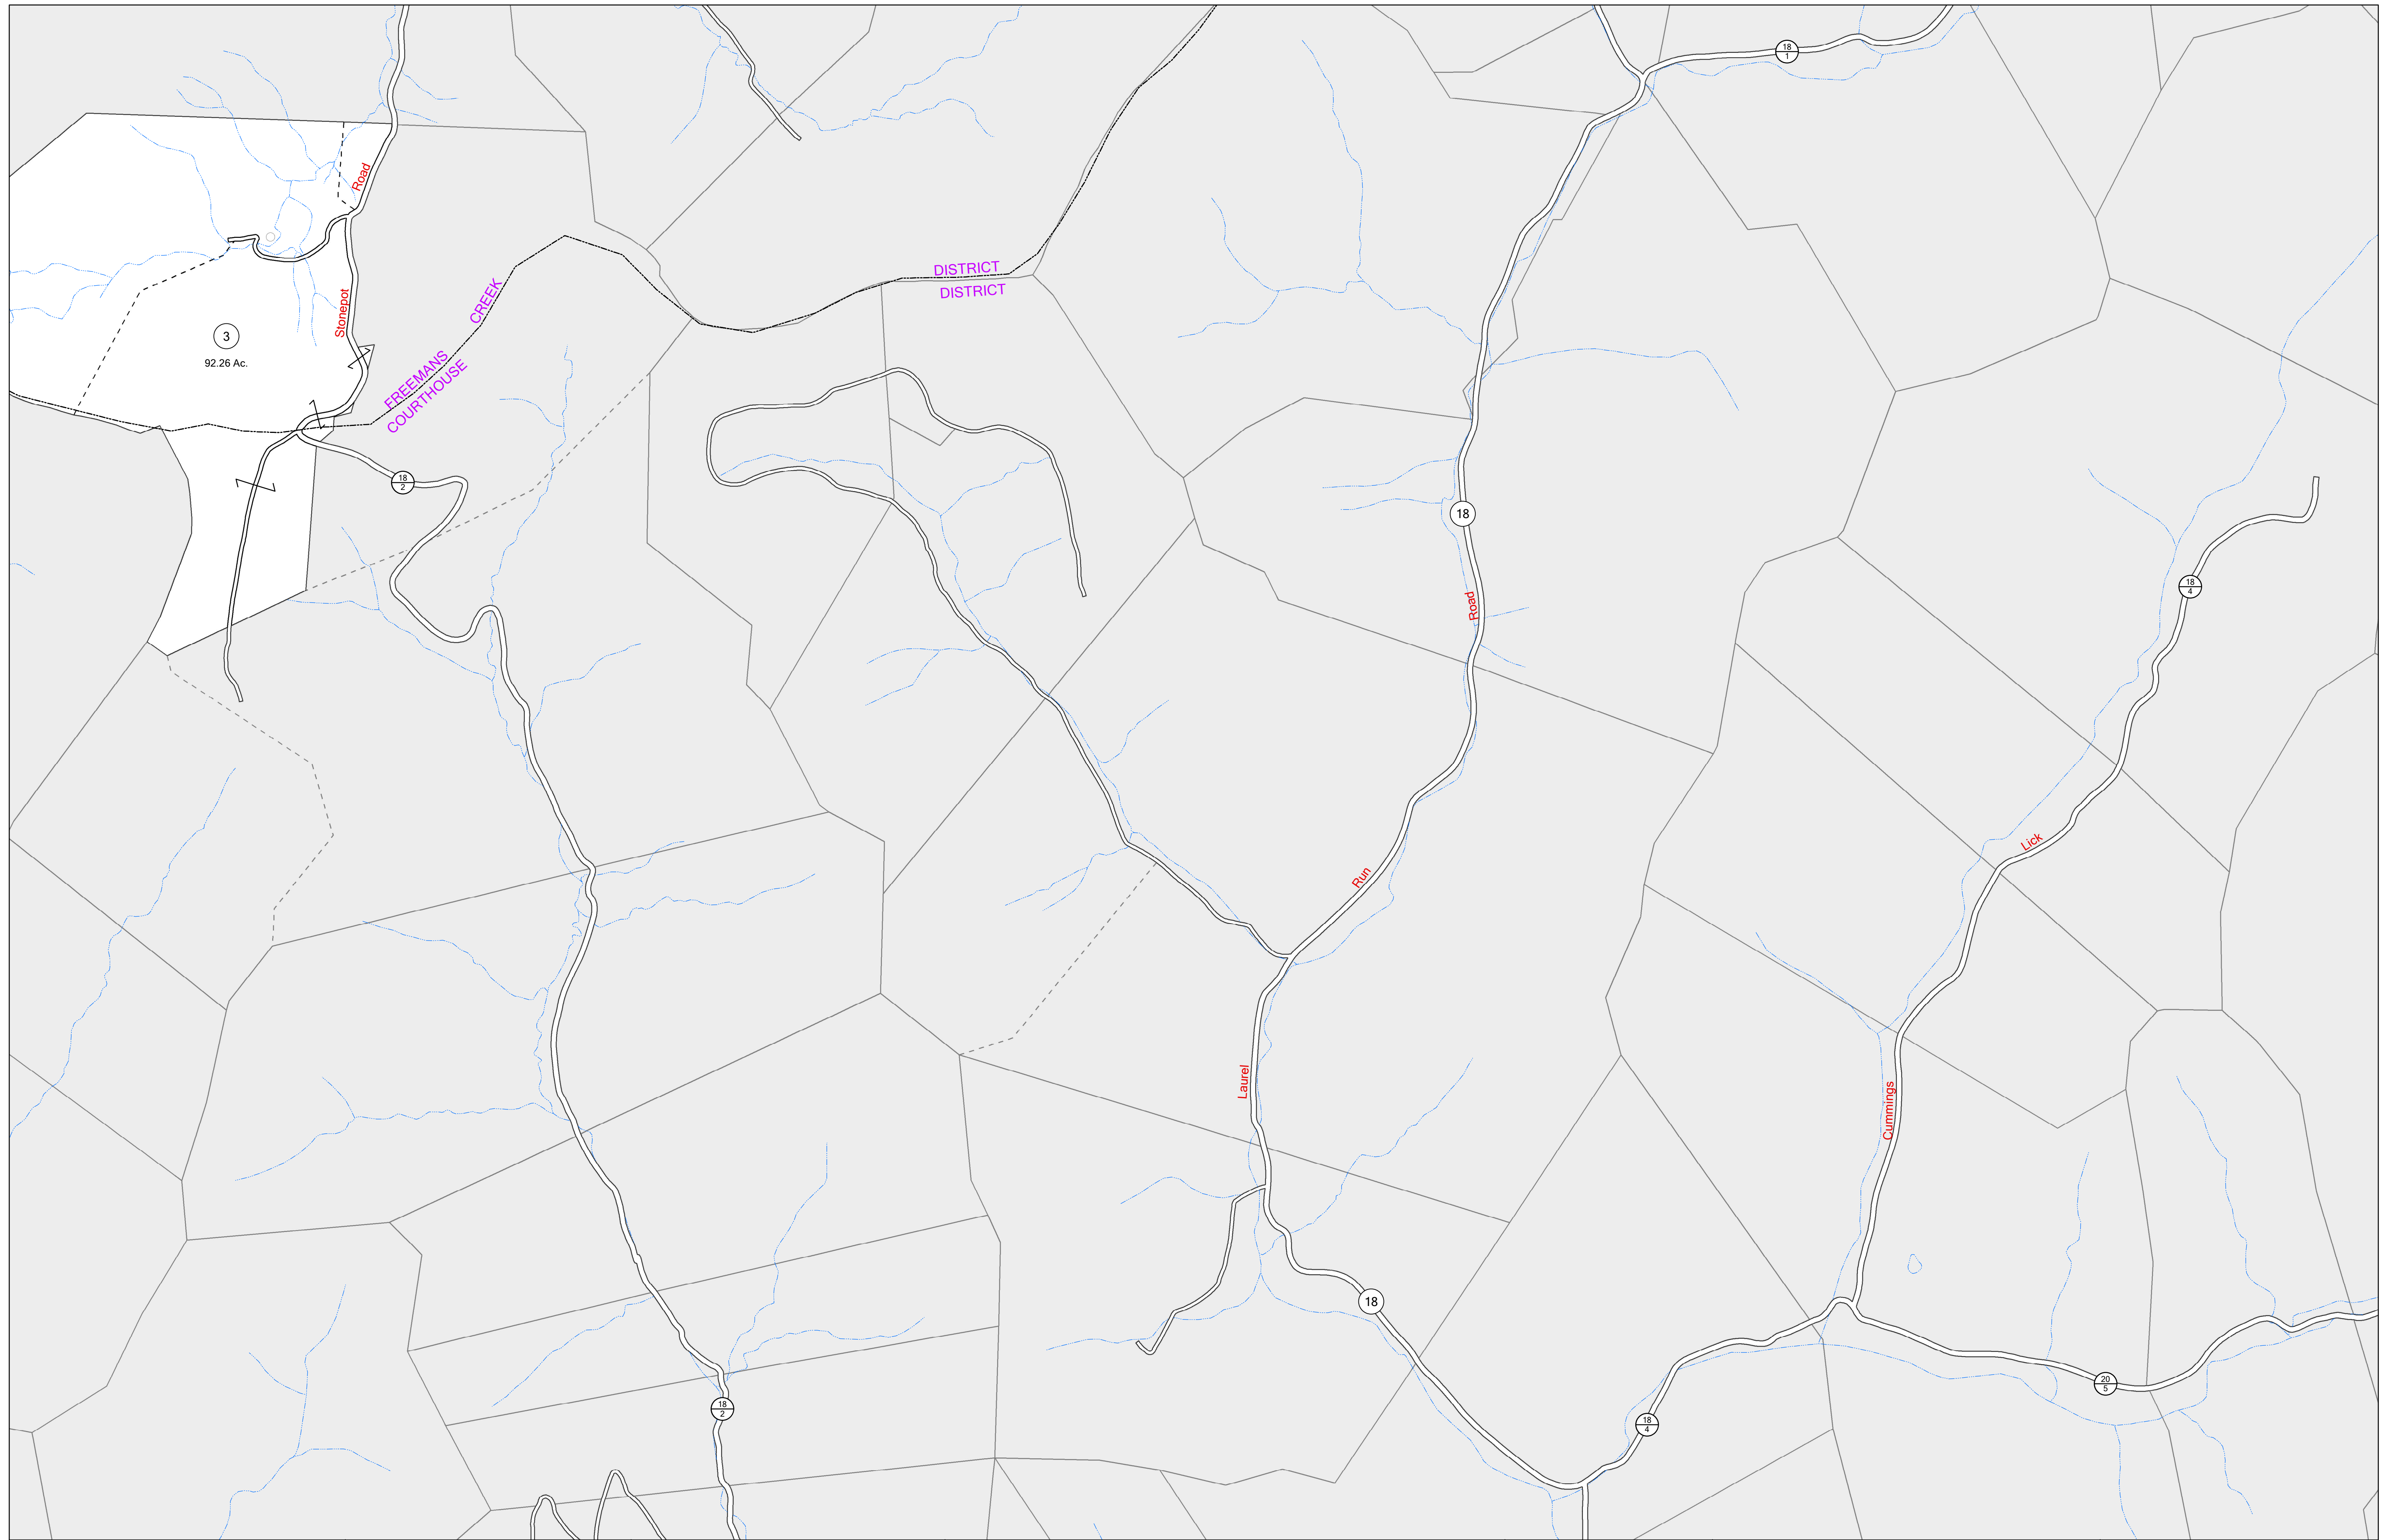 18
1
Road
DISTRICT
DISTRICT
CREEK
Stonepot
3
92.26 Ac.
FREEMANS
COURTHOUSE
18
2
18
18
4
Road
Lick
Run
Laurel
Cummings
18
20
5
18
2
18
4